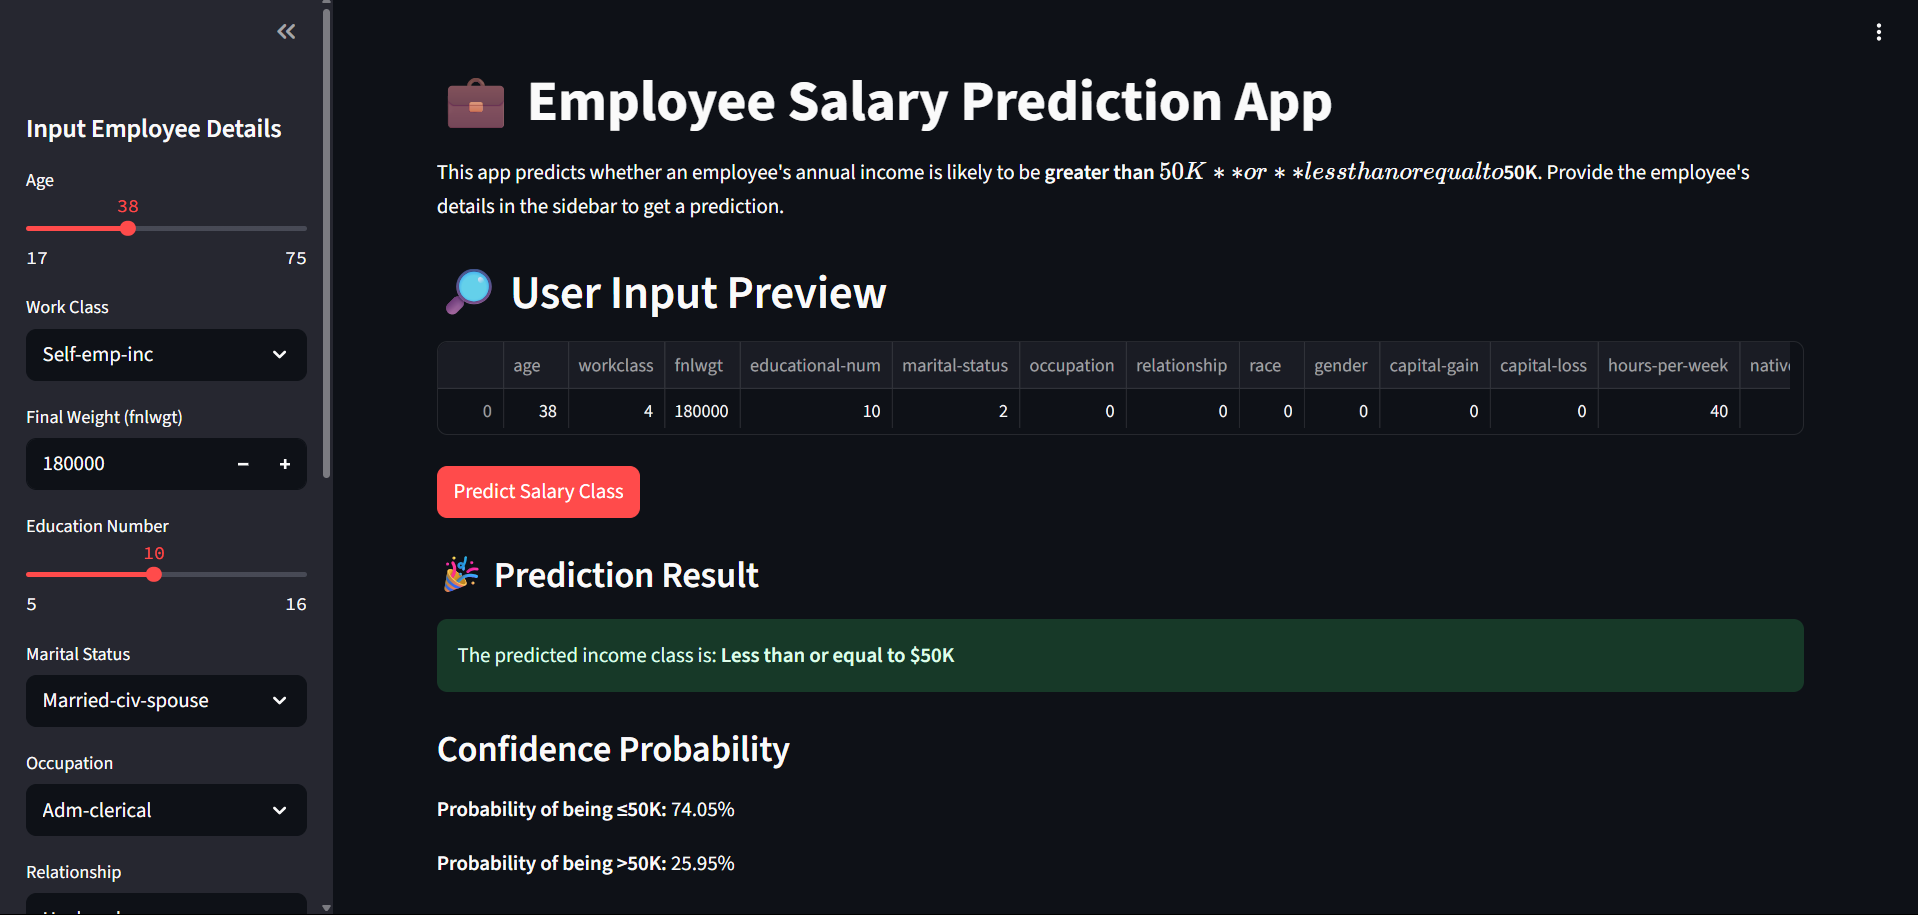 Input Employee Details
Age
38
17 75
Work Class
Self-emp-inc
Final Weight (fnlwgt)
180000 − +
Education Number
10
5 16
Marital Status
Married-civ-spouse
Occupation
Adm-clerical
Relationship
Employee Salary Prediction App
This app predicts whether an employee's annual income is likely to be greater than 50K * *or * *lessthanorequalto50K. Provide the employee's
details in the sidebar to get a prediction.
User Input Preview
age workclass fnlwgt educational-num marital-status occupation relationship race gender capital-gain capital-loss hours-per-week
0 38 4 180000 10 2 0 0 0 0 0 0 40
Predict Salary Class
Prediction Result
The predicted income class is: Less than or equal to $50K
Confidence Probability
Probability of being ≤50K: 74.05%
Probability of being >50K: 25.95%